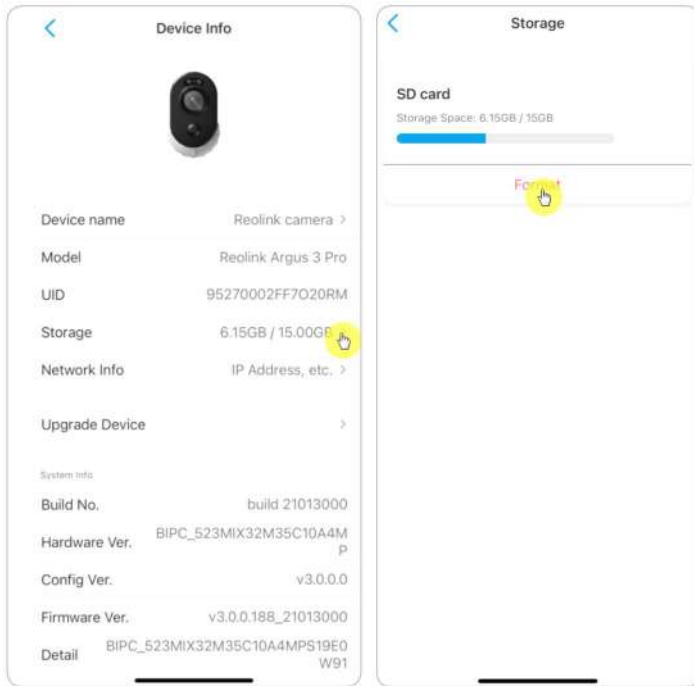 Device Info
Device name Reolink camera >
Model Reolink Argus 3 Pro
UID 95270002FF7O20RM
Storage 6.15GB / 15.00GB
Network Info IP Address, etc. >
Upgrade Device >
System Info
Build No. build 21013000
Hardware Ver. BIPC_523MIX32M35C10A4M
P
Config Ver. v3.0.0.0
Firmware Ver. v3.0.0.188_21013000
Detail BIPC_523MIX32M35C10A4MPS19E0
W91
Storage
SD card
Storage Space: 6.15GB / 15GB
Format